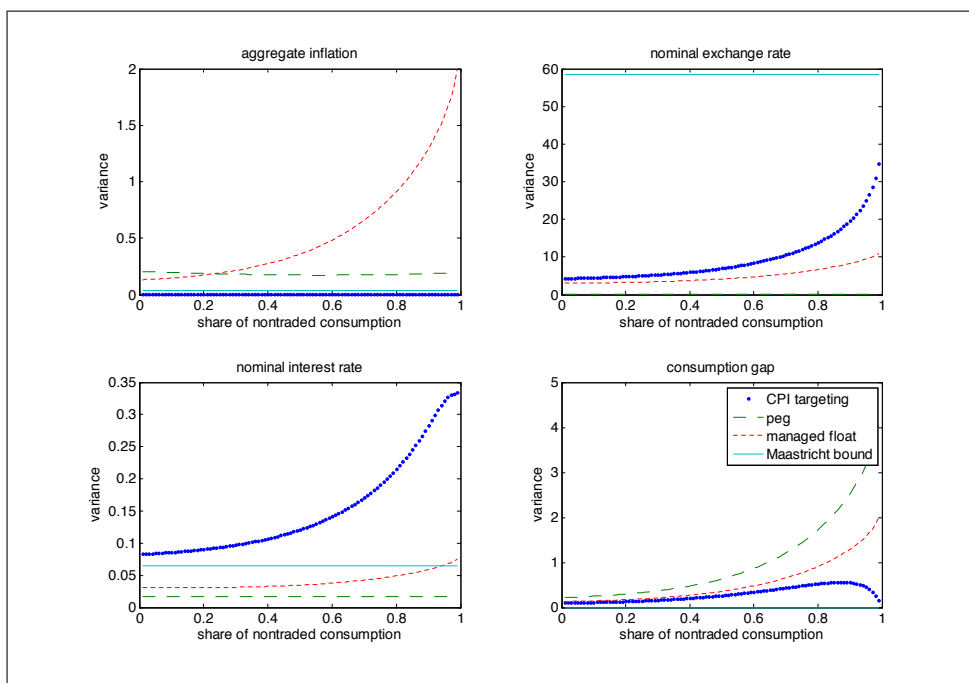 aggregate inflation
2
1.5
1
0.5
0
variance
0 0.2 0.4 0.6 0.8 1
share of nontraded consumption
nominal exchange rate
60
50
40
30
20
10
0
variance
0 0.2 0.4 0.6 0.8 1
share of nontraded consumption
nominal interest rate
0.35
0.3
0.25
0.2
0.15
0.1
0.05
0
variance
0 0.2 0.4 0.6 0.8 1
share of nontraded consumption
consumption gap
5
4
3
2
1
0
variance
0 0.2 0.4 0.6 0.8 1
share of nontraded consumption
CPI targeting
peg
managed float
Maastricht bound